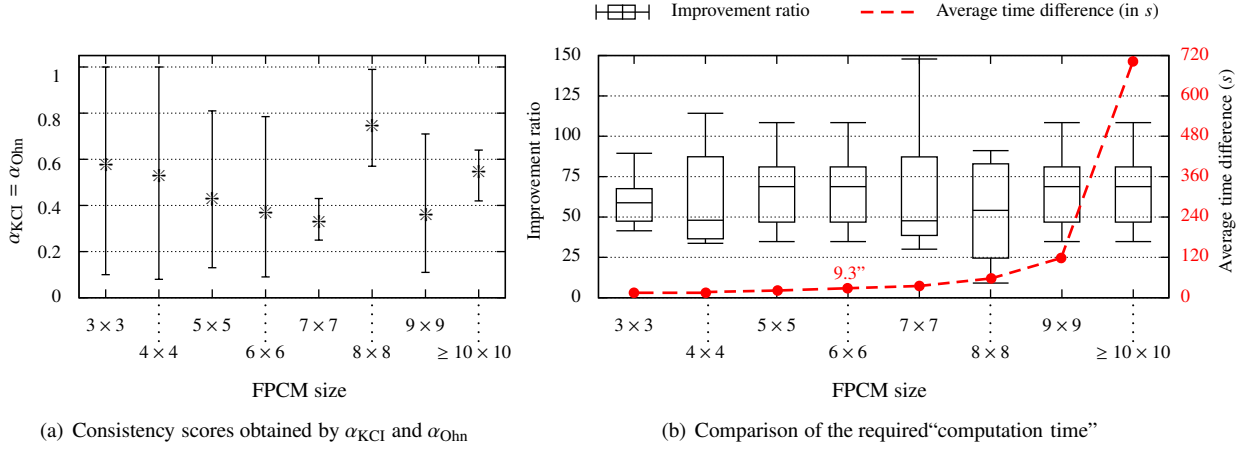 Improvement ratio
Average time difference (in s)
α_KCI = α_Ohn
1
0.8
0.6
0.4
0.2
0
3 × 3
5 × 5
7 × 7
9 × 9
4 × 4
6 × 6
8 × 8
≥ 10 × 10
FPCM size
(a) Consistency scores obtained by α_KCI and α_Ohn
Improvement ratio
150
125
100
75
50
25
0
9.3”
720
600
480
360
240
120
0
Average time difference (s)
3 × 3
5 × 5
7 × 7
9 × 9
4 × 4
6 × 6
8 × 8
≥ 10 × 10
FPCM size
(b) Comparison of the required“computation time”